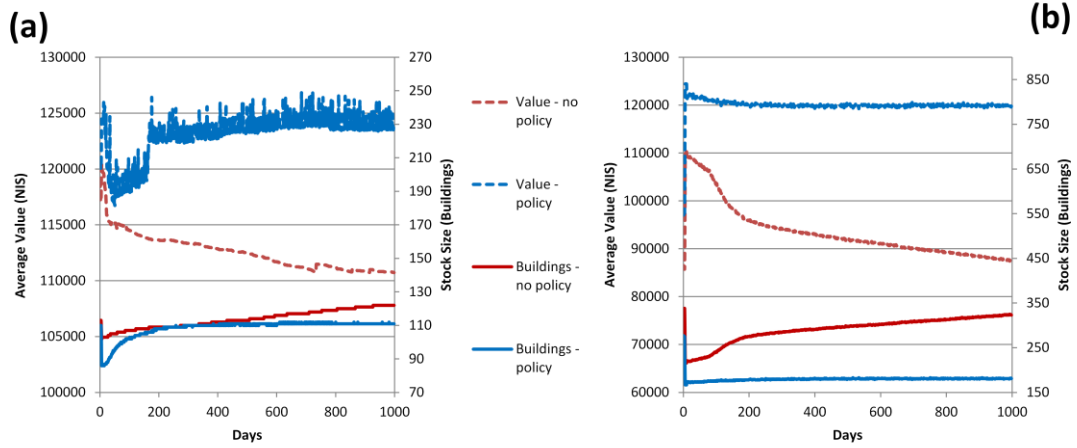 (a)
(b)
130000
125000
120000
115000
110000
105000
100000
Average Value (NIS)
270
250
230
210
190
170
150
130
110
90
70
Stock Size (Buildings)
0
200
400
600
800
1000
Days
Value - no
policy
Value -
policy
Buildings -
no policy
Buildings -
policy
130000
120000
110000
100000
90000
80000
70000
60000
Average Value (NIS)
850
750
650
550
450
350
250
150
Stock Size (Buildings)
0
200
400
600
800
1000
Days